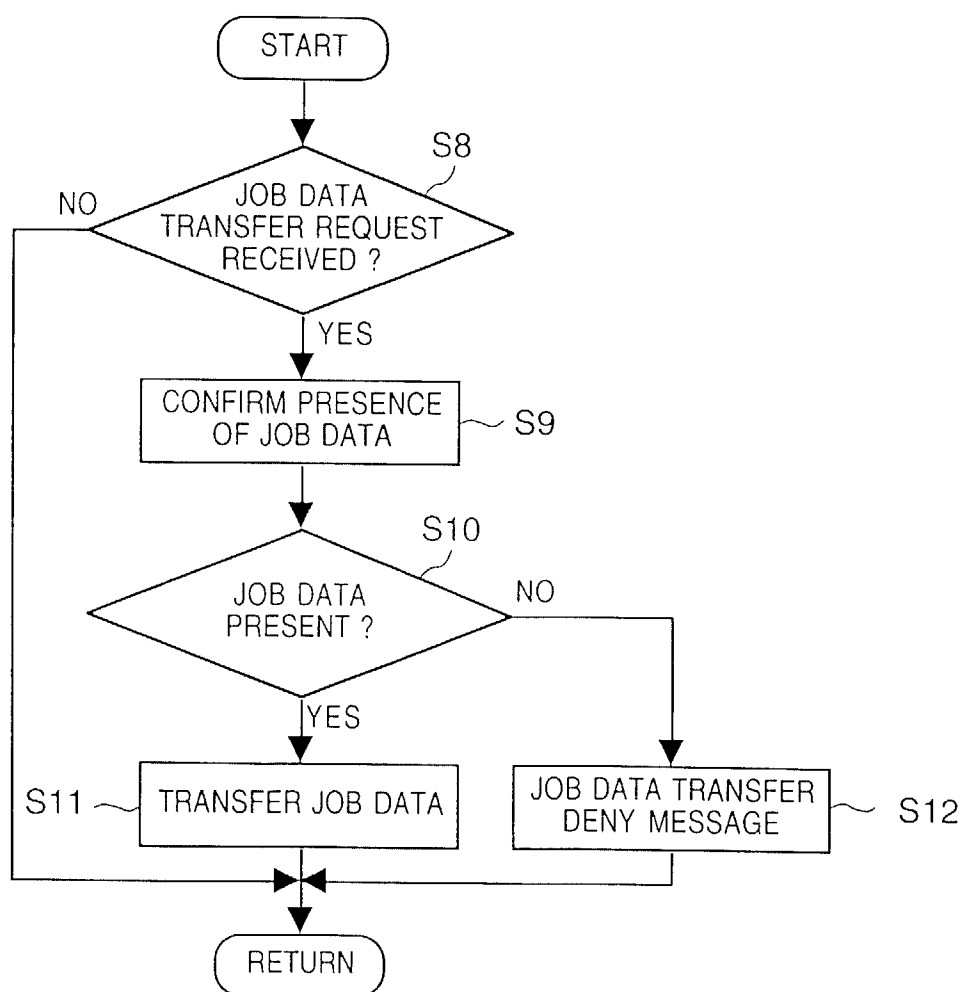 START
S8
NO
JOB DATA
TRANSFER REQUEST
RECEIVED ?
YES
CONFIRM PRESENCE
OF JOB DATA
S9
S10
JOB DATA
PRESENT ?
NO
YES
S11
TRANSFER JOB DATA
JOB DATA TRANSFER
DENY MESSAGE
S12
RETURN